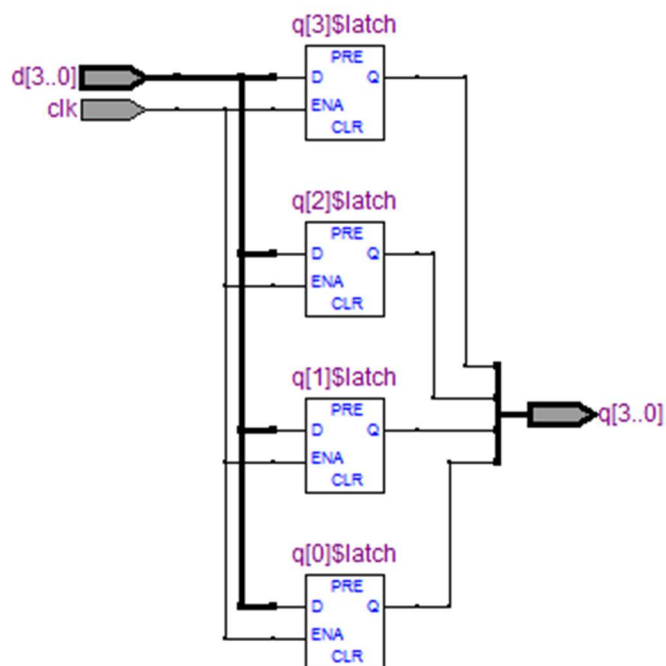 q[3]$latch
d[3..0]
clk
PRE
D Q
ENA
CLR
q[2]$latch
PRE
D Q
ENA
CLR
q[1]$latch
PRE
D Q
ENA
CLR
q[3..0]
q[0]$latch
PRE
D Q
ENA
CLR